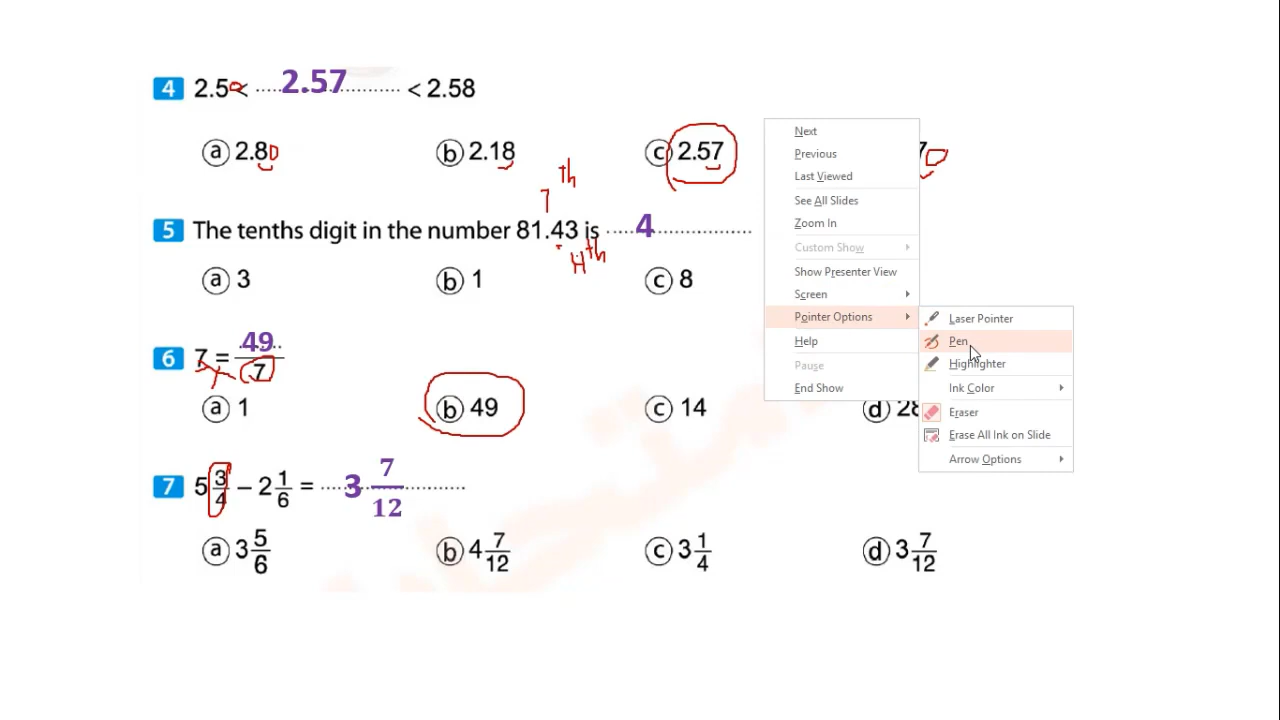 4 2.50 < 2.57 < 2.58
a 2.80 b 2.18 c 2.57 70
5 The tenths digit in the number 81.43 is 4
th
th
a 3 b 1 c 8
6 7 = 49/7
a 1 b 49 c 14 d 28
7 5 3/4 – 2 1/6 = 3 7/12
a 3 5/6 b 4 7/12 c 3 1/4 d 3 7/12
Next
Previous
Last Viewed
See All Slides
Zoom In
Custom Show
Show Presenter View
Screen
Pointer Options
Help
Pause
End Show
Laser Pointer
Pen
Highlighter
Ink Color
Eraser
Erase All Ink on Slide
Arrow Options